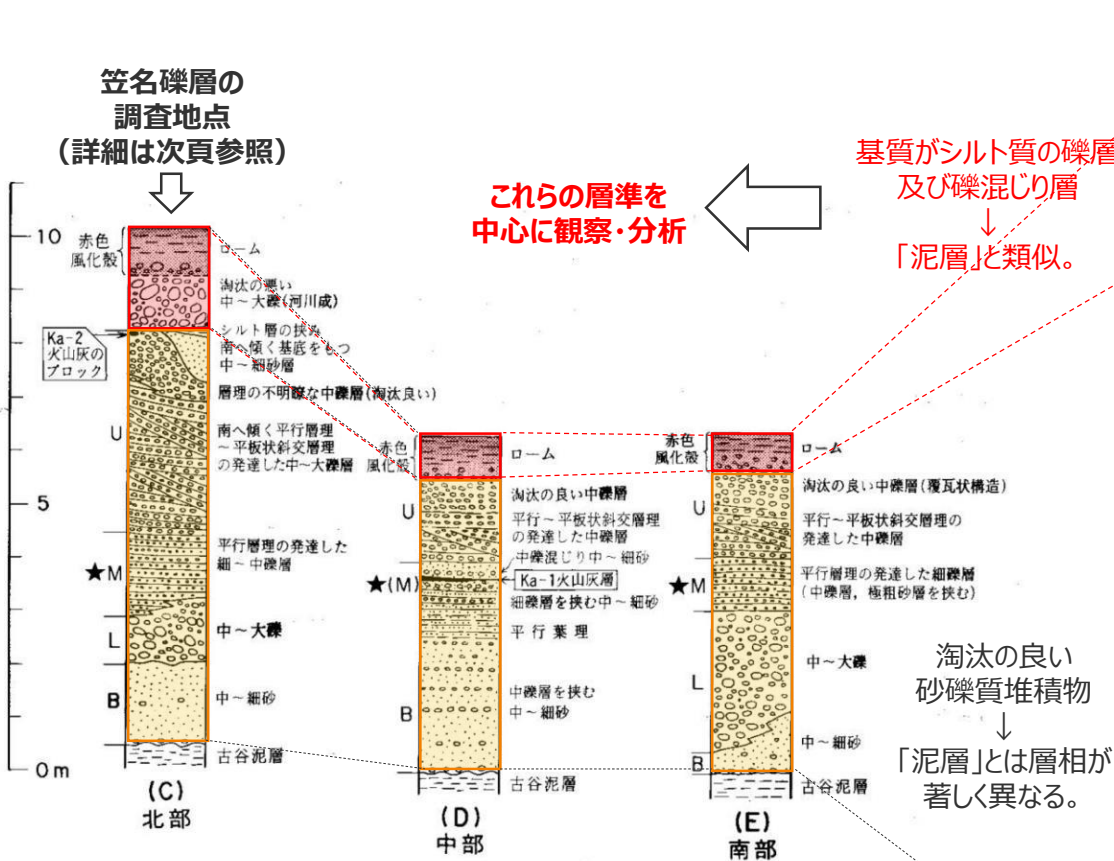 笠名礫層の
調査地点
（詳細は次頁参照）
これらの層準を
中心に観察・分析
基質がシルト質の礫層
及び礫混じり層
↓
「泥層」と類似。
10
5
0m
赤色
風化殻
ローム
淘汰の悪い
中～大礫(河川成)
シルト層の挟み
南へ傾く基底をもつ
中～細砂層
Ka-2
火山灰の
ブロック
層理の不明瞭な中礫層(淘汰良い)
U
南へ傾く平行層理
～平板状斜交層理
の発達した中～大礫層
★M
平行層理の発達した
細～中礫層
L
中～大礫
B
中～細砂
古谷泥層
(C)
北部
赤色
風化殻
ローム
U
淘汰の良い中礫層
平行～平板状斜交層理
の発達した中礫層
中礫混じり中～細砂
★(M)
Ka-1火山灰層
細礫層を挟む中～細砂
平行葉理
B
中礫層を挟む
中～細砂
古谷泥層
(D)
中部
赤色
風化殻
ローム
U
淘汰の良い中礫層(覆瓦状構造)
平行～平板状斜交層理の
発達した中礫層
★M
平行層理の発達した細礫層
(中礫層，極粗砂層を挟む)
L
中～大礫
中～細砂
B
古谷泥層
(E)
南部
淘汰の良い
砂礫質堆積物
↓
「泥層」とは層相が
著しく異なる。